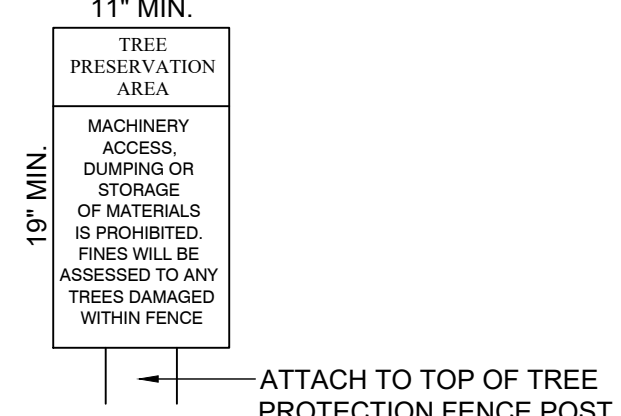 11" MIN.
TREE
PRESERVATION
AREA
19" MIN.
MACHINERY
ACCESS,
DUMPING OR
STORAGE
OF MATERIALS
IS PROHIBITED.
FINES WILL BE
ASSESSED TO ANY
TREES DAMAGED
WITHIN FENCE
ATTACH TO TOP OF TREE
PROTECTION FENCE POST